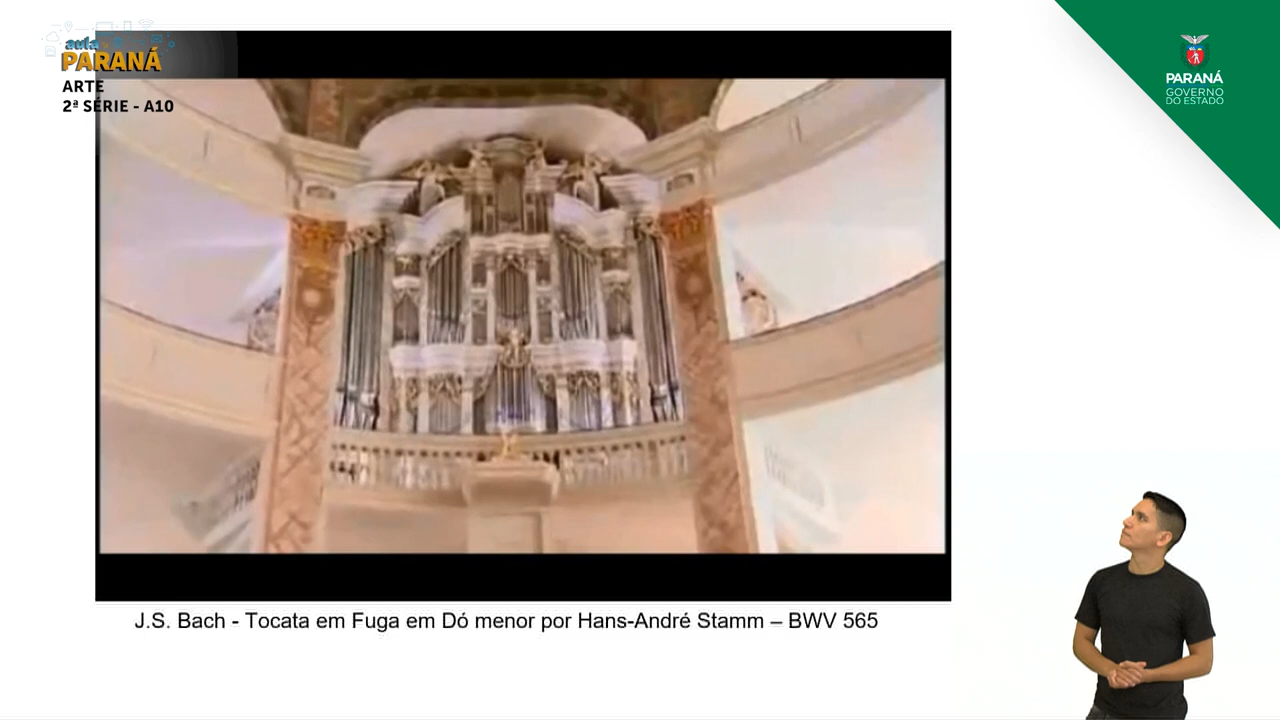 aula
PARANÁ
ARTE
2ª SÉRIE - A10
PARANÁ
GOVERNO
DO ESTADO
J.S. Bach - Tocata em Fuga em Dó menor por Hans-André Stamm – BWV 565